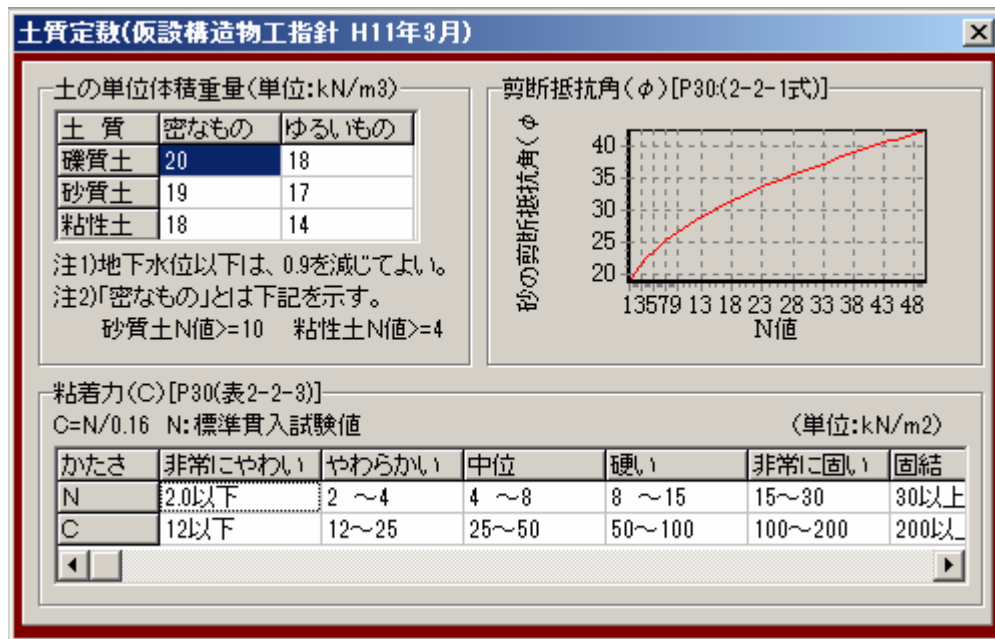 土質定数(仮設構造物工指針 H11年3月)
土の単位体積重量(単位:kN/m3)
土 質 密なもの ゆるいもの
礫質土 20 18
砂質土 19 17
粘性土 18 14
注1)地下水位以下は、0.9を減じてよい。
注2)「密なもの」とは下記を示す。
砂質土N値>=10 粘性土N値>=4
剪断抵抗角(φ)[P30:(2-2-1式)]
砂の剪断抵抗角(φ
40
35
30
25
20
13579 13 18 23 28 33 38 43 48
N値
粘着力(C)[P30(表2-2-3)]
C=N/0.16 N:標準貫入試験値 (単位:kN/m2)
かたさ 非常にやわい やわらかい 中位 硬い 非常に固い 固結
N 2.0以下 2 ~4 4 ~8 8 ~15 15~30 30以上
C 12以下 12~25 25~50 50~100 100~200 200以